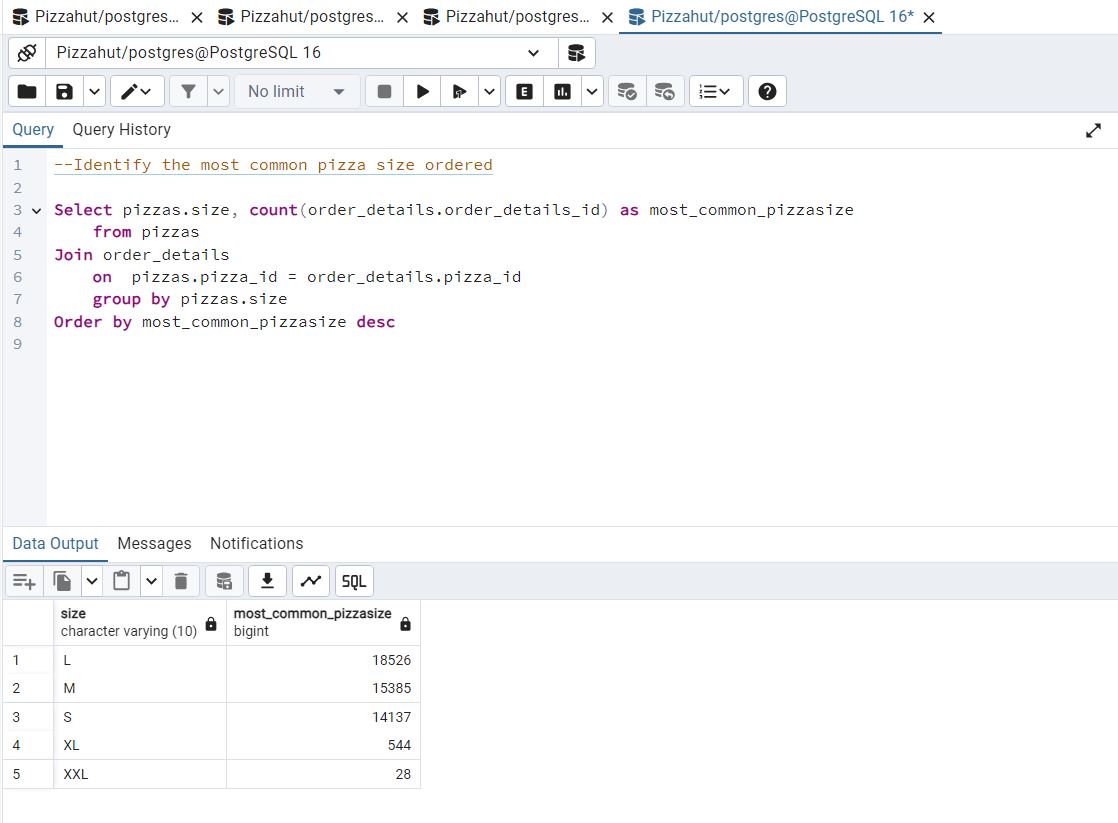 Pizzahut/postgres... Pizzahut/postgres... Pizzahut/postgres... Pizzahut/postgres@PostgreSQL 16*
Pizzahut/postgres@PostgreSQL 16
No limit E
Query Query History
1 --Identify the most common pizza size ordered
2
3 Select pizzas.size, count(order_details.order_details_id) as most_common_pizzasize
4 from pizzas
5 Join order_details
6 on pizzas.pizza_id = order_details.pizza_id
7 group by pizzas.size
8 Order by most_common_pizzasize desc
9
Data Output Messages Notifications
SQL
size most_common_pizzasize
character varying (10) bigint
1 L 18526
2 M 15385
3 S 14137
4 XL 544
5 XXL 28